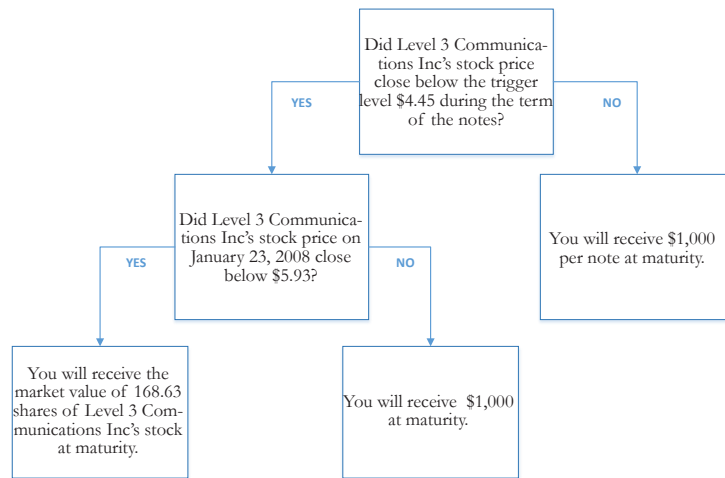 Did Level 3 Communica-
tions Inc's stock price
close below the trigger
level $4.45 during the term
of the notes?
YES
NO
Did Level 3 Communica-
tions Inc's stock price on
January 23, 2008 close
below $5.93?
You will receive $1,000
per note at maturity.
YES
NO
You will receive the
market value of 168.63
shares of Level 3 Com-
munications Inc's stock
at maturity.
You will receive  $1,000
at maturity.